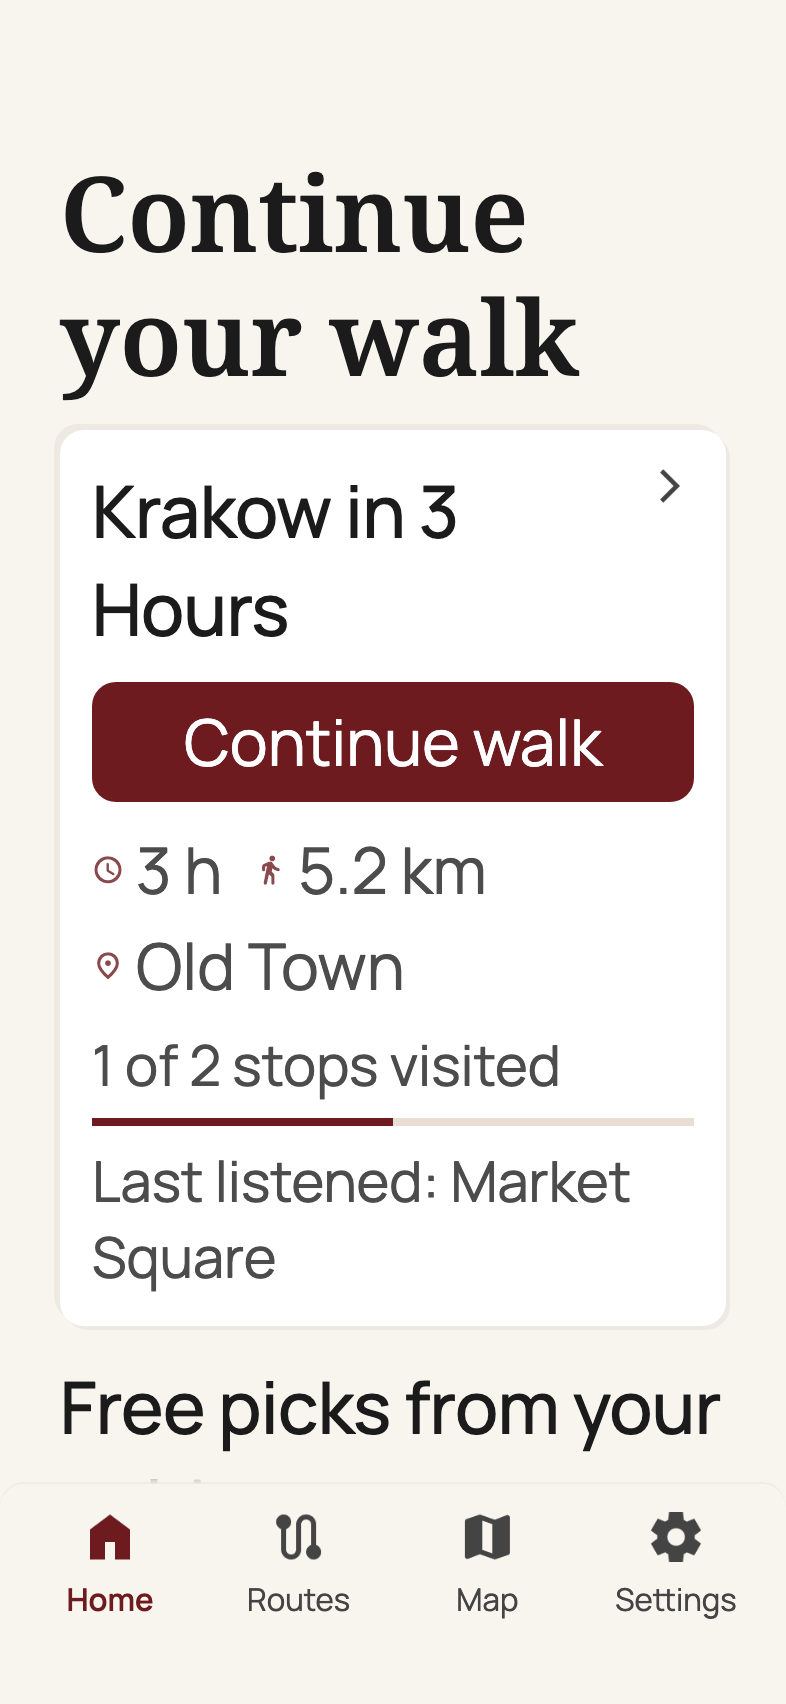 Continue
your walk
Krakow in 3
Hours
Continue walk
3 h 5.2 km
Old Town
1 of 2 stops visited
Last listened: Market
Square
Free picks from your
Home Routes Map Settings